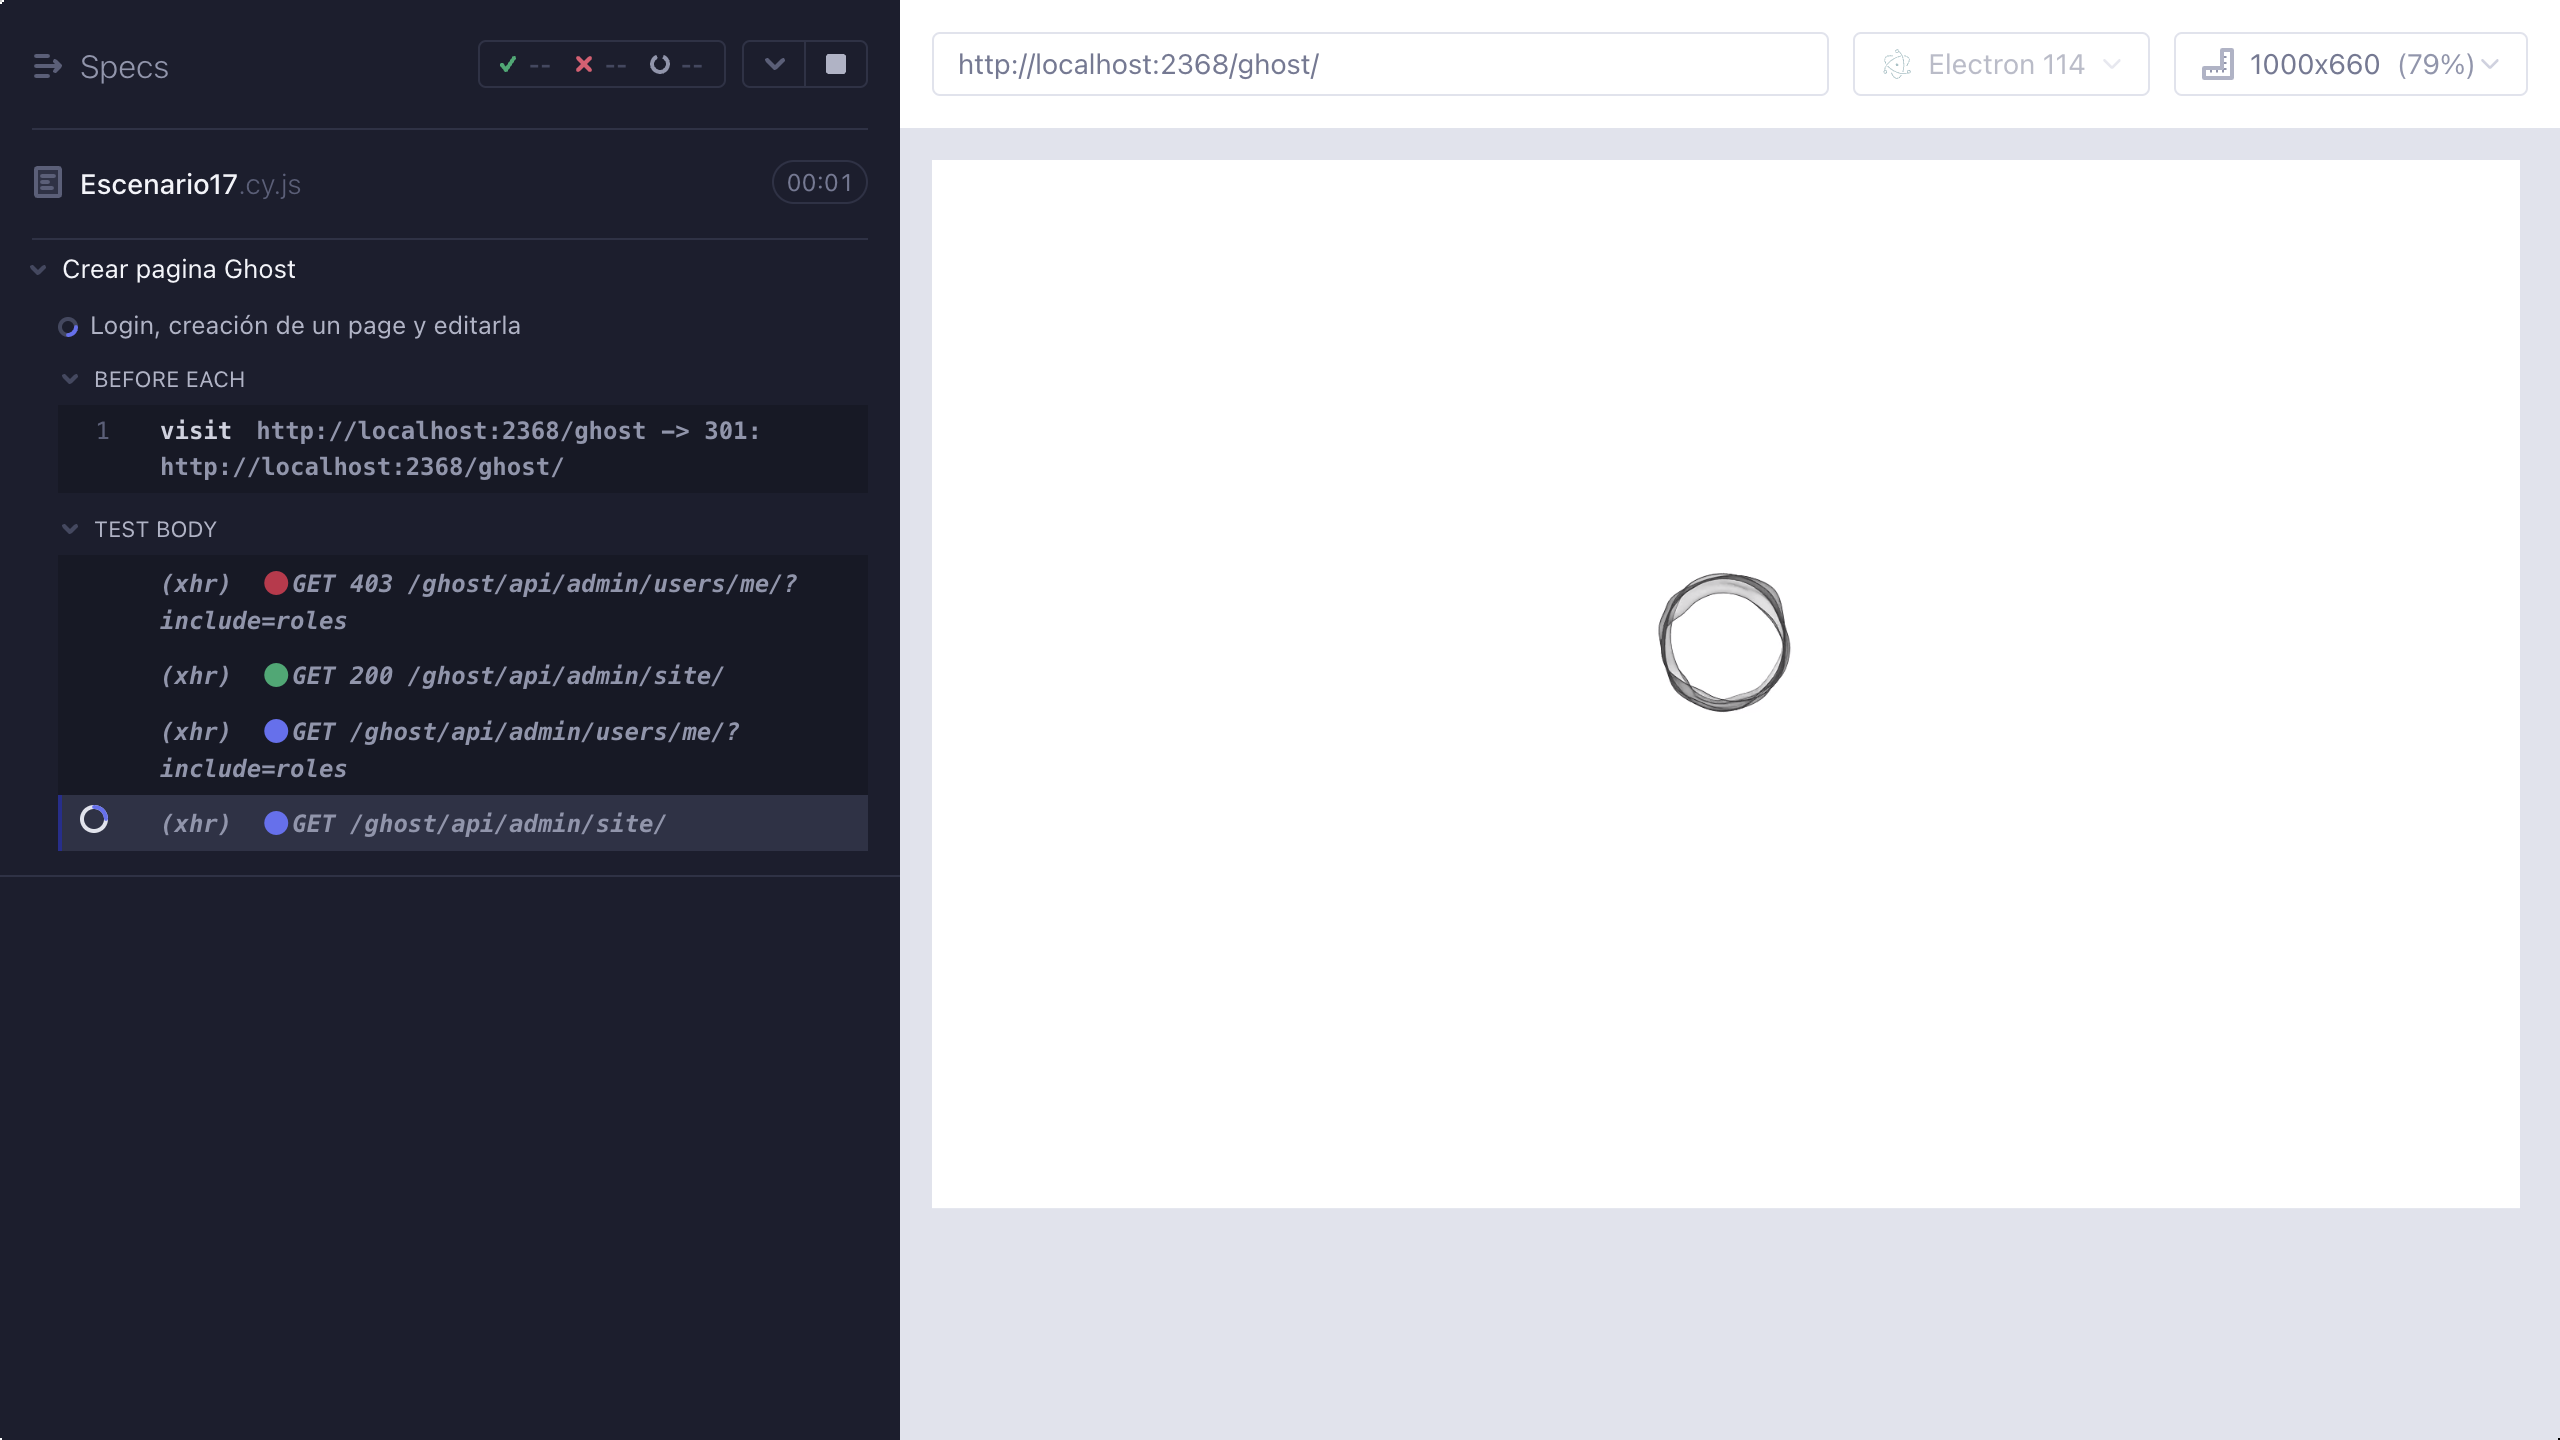 Specs
-- -- --
Escenario17.cy.js
00:01
Crear pagina Ghost
Login, creación de un page y editarla
BEFORE EACH
1 visit http://localhost:2368/ghost –> 301:
http://localhost:2368/ghost/
TEST BODY
(xhr) GET 403 /ghost/api/admin/users/me/?
include=roles
(xhr) GET 200 /ghost/api/admin/site/
(xhr) GET /ghost/api/admin/users/me/?
include=roles
(xhr) GET /ghost/api/admin/site/
http://localhost:2368/ghost/
Electron 114
1000x660 (79%)